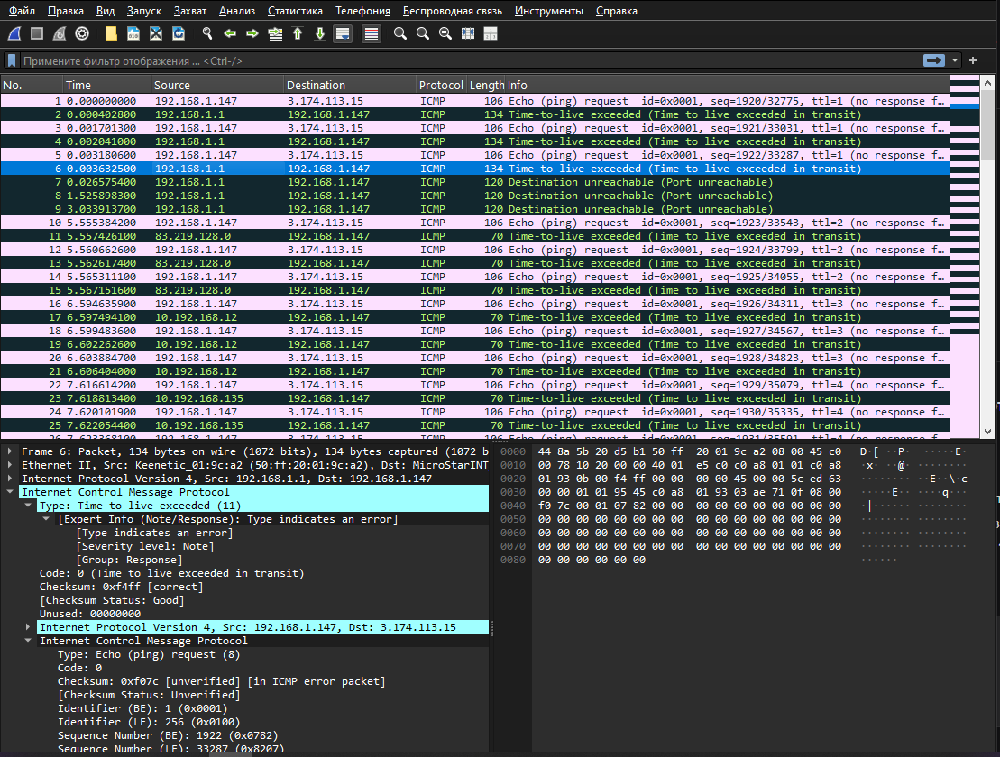 Файл Правка Вид Запуск Захват Анализ Статистика Телефония Беспроводная связь Инструменты Справка
Примените фильтр отображения ... <Ctrl-/>
No. Time Source Destination Protocol Length Info
1 0.000000000 192.168.1.147 3.174.113.15 ICMP 106 Echo (ping) request id=0x0001, seq=1920/32775, ttl=1 (no response f…
2 0.000402800 192.168.1.1 192.168.1.147 ICMP 134 Time-to-live exceeded (Time to live exceeded in transit)
3 0.001701300 192.168.1.147 3.174.113.15 ICMP 106 Echo (ping) request id=0x0001, seq=1921/33031, ttl=1 (no response f…
4 0.002041000 192.168.1.1 192.168.1.147 ICMP 134 Time-to-live exceeded (Time to live exceeded in transit)
5 0.003180600 192.168.1.147 3.174.113.15 ICMP 106 Echo (ping) request id=0x0001, seq=1922/33287, ttl=1 (no response f…
6 0.003632500 192.168.1.1 192.168.1.147 ICMP 134 Time-to-live exceeded (Time to live exceeded in transit)
7 0.026575400 192.168.1.1 192.168.1.147 ICMP 120 Destination unreachable (Port unreachable)
8 1.525898300 192.168.1.1 192.168.1.147 ICMP 120 Destination unreachable (Port unreachable)
9 3.033913700 192.168.1.1 192.168.1.147 ICMP 120 Destination unreachable (Port unreachable)
10 5.555384200 192.168.1.147 3.174.113.15 ICMP 106 Echo (ping) request id=0x0001, seq=1923/33543, ttl=2 (no response f…
11 5.557426100 83.219.128.0 192.168.1.147 ICMP 70 Time-to-live exceeded (Time to live exceeded in transit)
12 5.560662600 192.168.1.147 3.174.113.15 ICMP 106 Echo (ping) request id=0x0001, seq=1924/33799, ttl=2 (no response f…
13 5.562617400 83.219.128.0 192.168.1.147 ICMP 70 Time-to-live exceeded (Time to live exceeded in transit)
14 5.565311100 192.168.1.147 3.174.113.15 ICMP 106 Echo (ping) request id=0x0001, seq=1925/34055, ttl=2 (no response f…
15 5.567151600 83.219.128.0 192.168.1.147 ICMP 70 Time-to-live exceeded (Time to live exceeded in transit)
16 6.594635900 192.168.1.147 3.174.113.15 ICMP 106 Echo (ping) request id=0x0001, seq=1926/34311, ttl=3 (no response f…
17 6.597494100 10.192.168.12 192.168.1.147 ICMP 70 Time-to-live exceeded (Time to live exceeded in transit)
18 6.599483600 192.168.1.147 3.174.113.15 ICMP 106 Echo (ping) request id=0x0001, seq=1927/34567, ttl=3 (no response f…
19 6.602262600 10.192.168.12 192.168.1.147 ICMP 70 Time-to-live exceeded (Time to live exceeded in transit)
20 6.603884700 192.168.1.147 3.174.113.15 ICMP 106 Echo (ping) request id=0x0001, seq=1928/34823, ttl=3 (no response f…
21 6.606404000 10.192.168.12 192.168.1.147 ICMP 70 Time-to-live exceeded (Time to live exceeded in transit)
22 7.616614200 192.168.1.147 3.174.113.15 ICMP 106 Echo (ping) request id=0x0001, seq=1929/35079, ttl=4 (no response f…
23 7.618813400 10.192.168.135 192.168.1.147 ICMP 70 Time-to-live exceeded (Time to live exceeded in transit)
24 7.620101900 192.168.1.147 3.174.113.15 ICMP 106 Echo (ping) request id=0x0001, seq=1930/35335, ttl=4 (no response f…
25 7.622054400 10.192.168.135 192.168.1.147 ICMP 70 Time-to-live exceeded (Time to live exceeded in transit)
Frame 6: Packet, 134 bytes on wire (1072 bits), 134 bytes captured (1072 b
Ethernet II, Src: Keenetic_01:9c:a2 (50:ff:20:01:9c:a2), Dst: MicroStarINT
Internet Protocol Version 4, Src: 192.168.1.1, Dst: 192.168.1.147
Internet Control Message Protocol
Type: Time-to-live exceeded (11)
[Expert Info (Note/Response): Type indicates an error]
[Type indicates an error]
[Severity level: Note]
[Group: Response]
Code: 0 (Time to live exceeded in transit)
Checksum: 0xf4ff [correct]
[Checksum Status: Good]
Unused: 00000000
Internet Protocol Version 4, Src: 192.168.1.147, Dst: 3.174.113.15
Internet Control Message Protocol
Type: Echo (ping) request (8)
Code: 0
Checksum: 0xf07c [unverified] [in ICMP error packet]
[Checksum Status: Unverified]
Identifier (BE): 1 (0x0001)
Identifier (LE): 256 (0x0100)
Sequence Number (BE): 1922 (0x0782)
Sequence Number (LE): 33287 (0x8207)
0000 44 8a 5b 20 d5 b1 50 ff 20 01 9c a2 08 00 45 c0 D·[ ··P· ·····E·
0010 00 78 10 20 00 00 40 01 e5 c0 c0 a8 01 01 c0 a8 ·x· ··@· ········
0020 01 93 0b 00 f4 ff 00 00 00 00 45 00 00 5c ed 63 ········ ··E··\·c
0030 00 00 01 01 95 45 c0 a8 01 93 03 ae 71 0f 08 00 ·····E·· ····q···
0040 f0 7c 00 01 07 82 00 00 00 00 00 00 00 00 00 00 ·|······ ········
0050 00 00 00 00 00 00 00 00 00 00 00 00 00 00 00 00 ········ ········
0060 00 00 00 00 00 00 00 00 00 00 00 00 00 00 00 00 ········ ········
0070 00 00 00 00 00 00 00 00 00 00 00 00 00 00 00 00 ········ ········
0080 00 00 00 00 00 00 ······